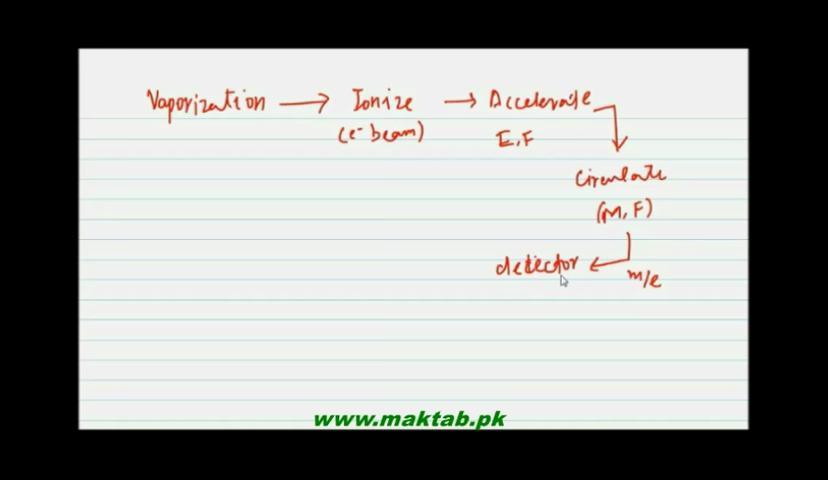 Vaporization → Ionize → Accelerate
(e⁻ beam)
E,F
Circulate
(M,F)
detector
m/e
www.maktab.pk